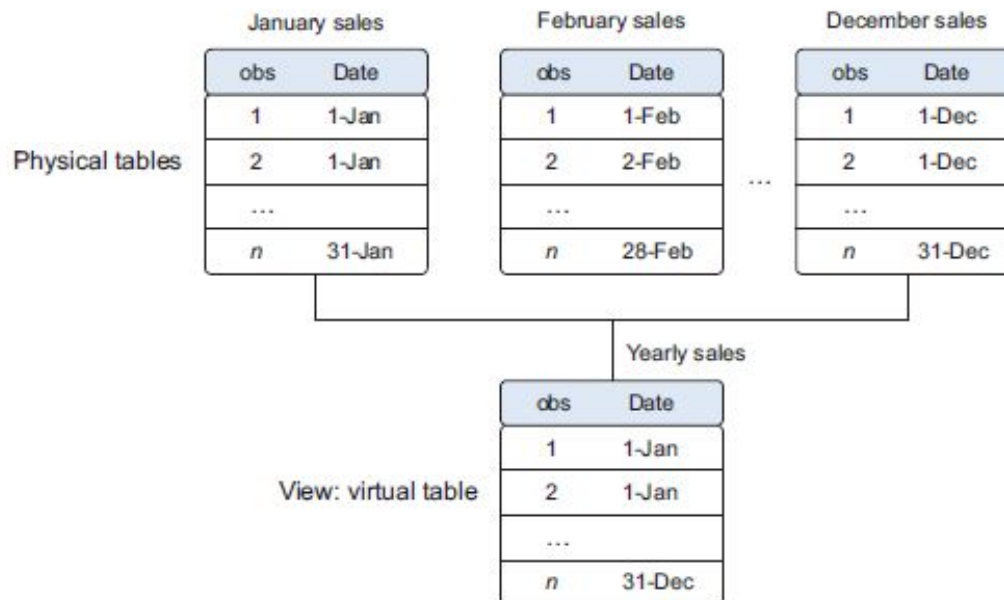 January sales
February sales
December sales
obs Date
obs Date
obs Date
1 1-Jan
1 1-Feb
1 1-Dec
Physical tables
2 1-Jan
2 2-Feb
2 1-Dec
…
…
…
…
n 31-Jan
n 28-Feb
n 31-Dec
Yearly sales
obs Date
1 1-Jan
View: virtual table
2 1-Jan
…
n 31-Dec